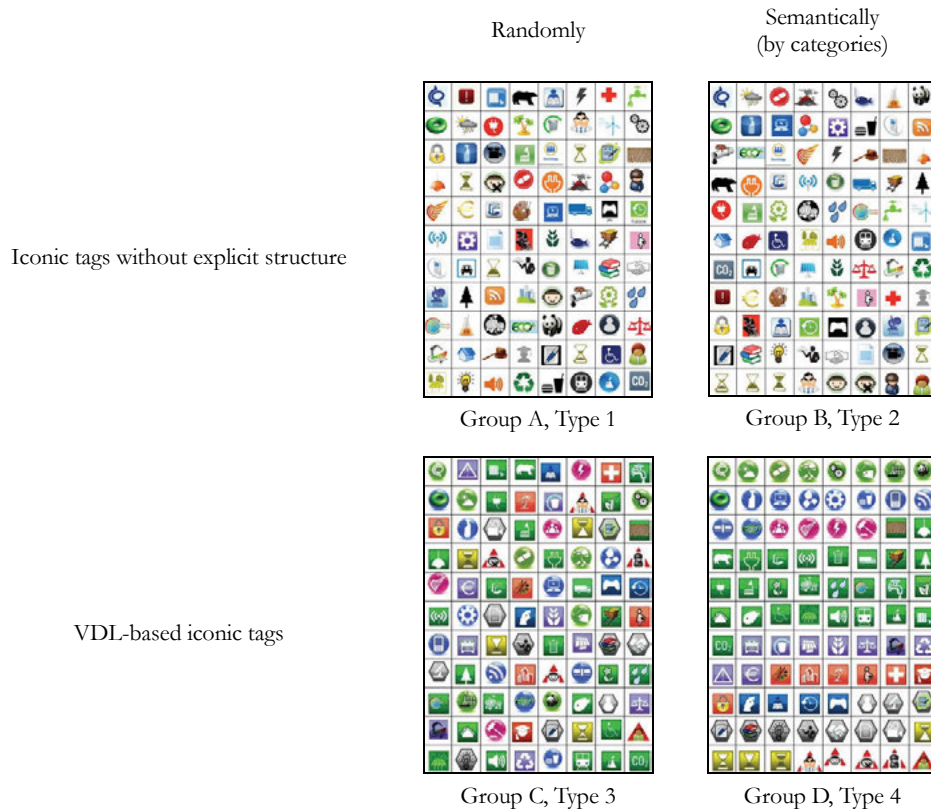 Randomly
Semantically
(by categories)
Iconic tags without explicit structure
Group A, Type 1
Group B, Type 2
VDL-based iconic tags
Group C, Type 3
Group D, Type 4